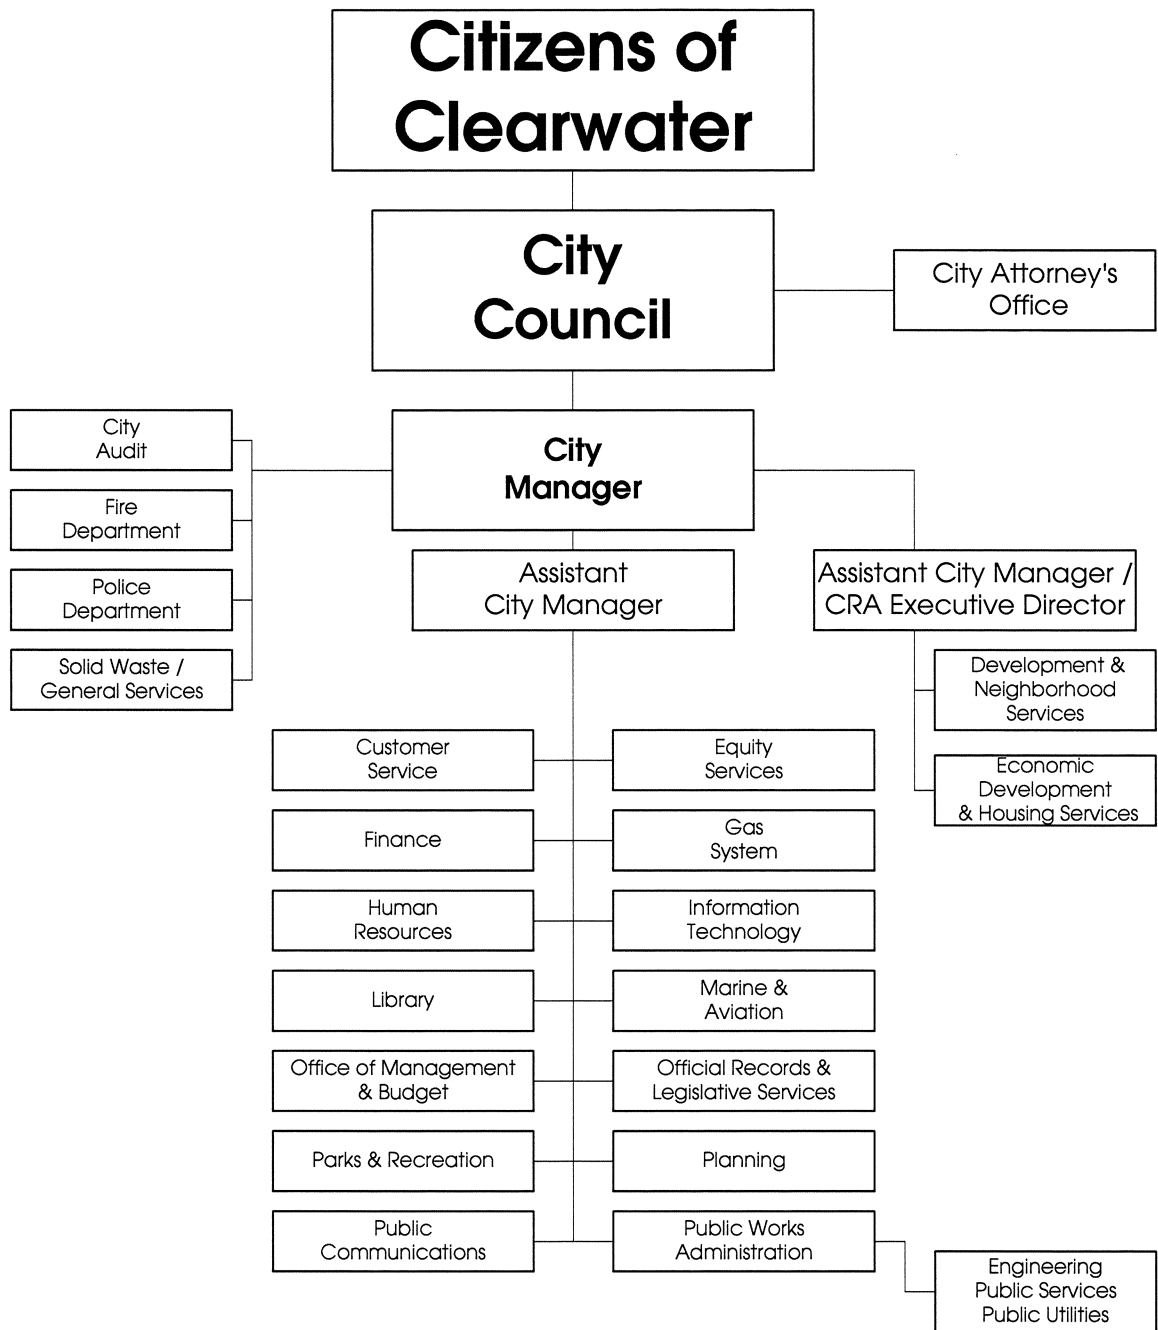 Citizens of
Clearwater
City
Council
City Attorney's
Office
City
Audit
City
Manager
Fire
Department
Assistant
City Manager
Assistant City Manager /
CRA Executive Director
Police
Department
Solid Waste /
General Services
Development &
Neighborhood
Services
Customer
Service
Equity
Services
Economic
Development
& Housing Services
Finance
Gas
System
Human
Resources
Information
Technology
Library
Marine &
Aviation
Office of Management
& Budget
Official Records &
Legislative Services
Parks & Recreation
Planning
Public
Communications
Public Works
Administration
Engineering
Public Services
Public Utilities